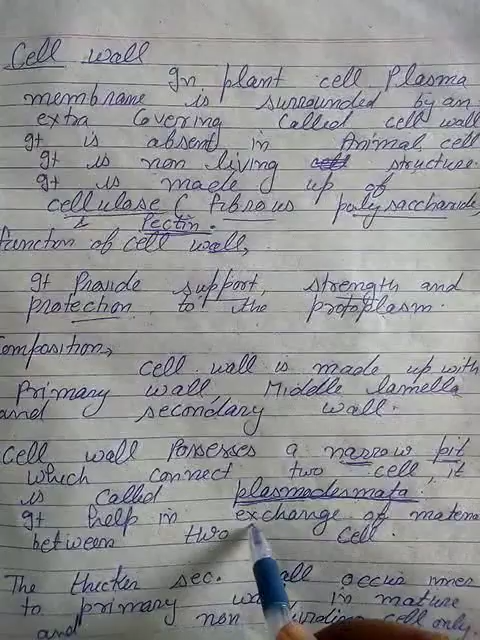 Cell wall
In plant cell Plasma
membrane is surrounded by an
extra Covering Called cell wall
It is absent in Animal cell
It is non living structure.
It is made up of
cellulase ( fibrous polysaccharide,
& Pectin.
function of cell wall,
It Provide support, strength and
protection to the protoplasm.
Composition,
Cell wall is made up with
Primary wall, Middle lamella
and secondary wall.
Cell wall Possesses a narrow pit
which connect two cell, it
is called plasmodesmata.
It help in exchange of materia
between two cell.
The thicker sec. wall occur inner
to primary wall in mature
and non dividing cell only.